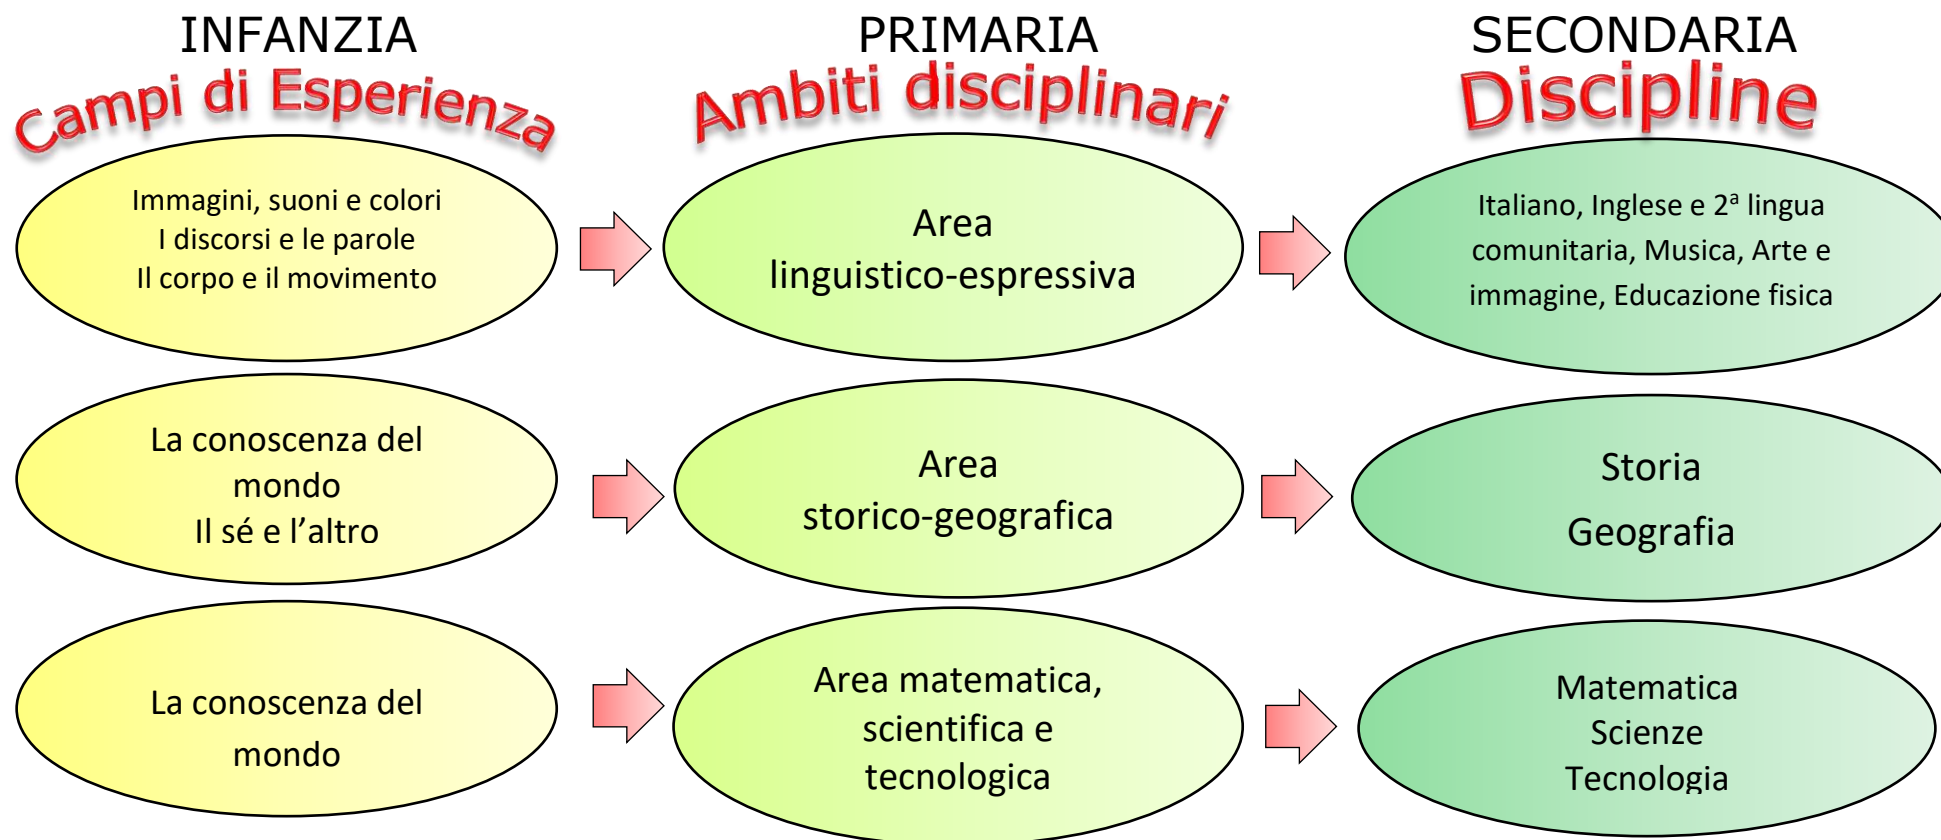 INFANZIA
PRIMARIA
SECONDARIA
Campi di Esperienza
Ambiti disciplinari
Discipline
Immagini, suoni e colori
I discorsi e le parole
Il corpo e il movimento
Area
linguistico-espressiva
Italiano, Inglese e 2ª lingua
comunitaria, Musica, Arte e
immagine, Educazione fisica
La conoscenza del
mondo
Il sé e l’altro
Area
storico-geografica
Storia
Geografia
La conoscenza del
mondo
Area matematica,
scientifica e
tecnologica
Matematica
Scienze
Tecnologia